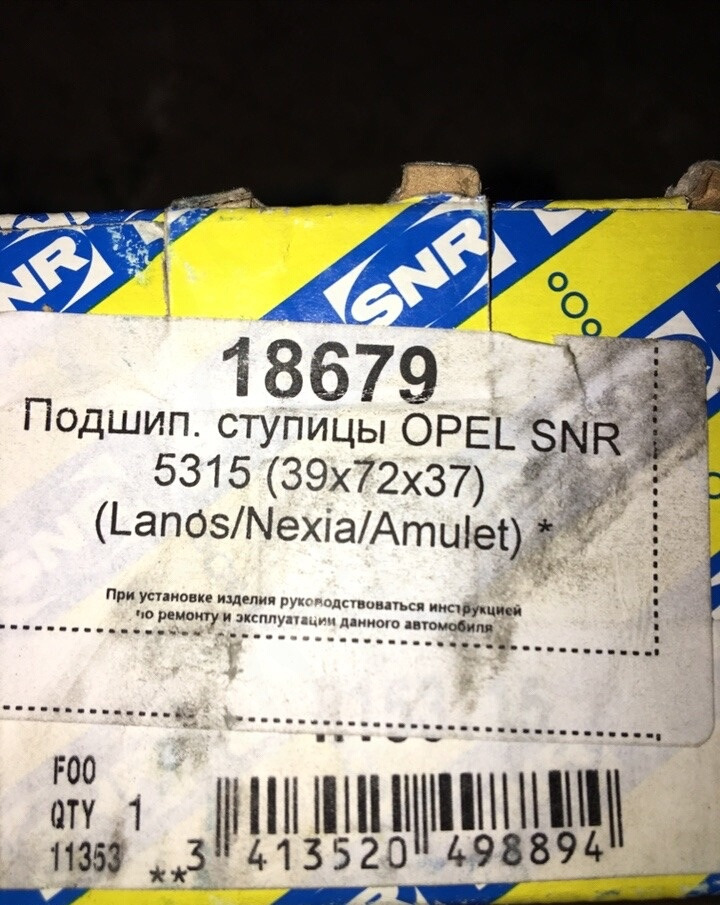 SNR
SNR
18679
Подшип. ступицы OPEL SNR
5315 (39x72x37)
(Lanos/Nexia/Amulet) *
При установке изделия руководствоваться инструкцией
по ремонту и эксплуатации данного автомобиля
F00
QTY 1
11353
**3 413520 498894